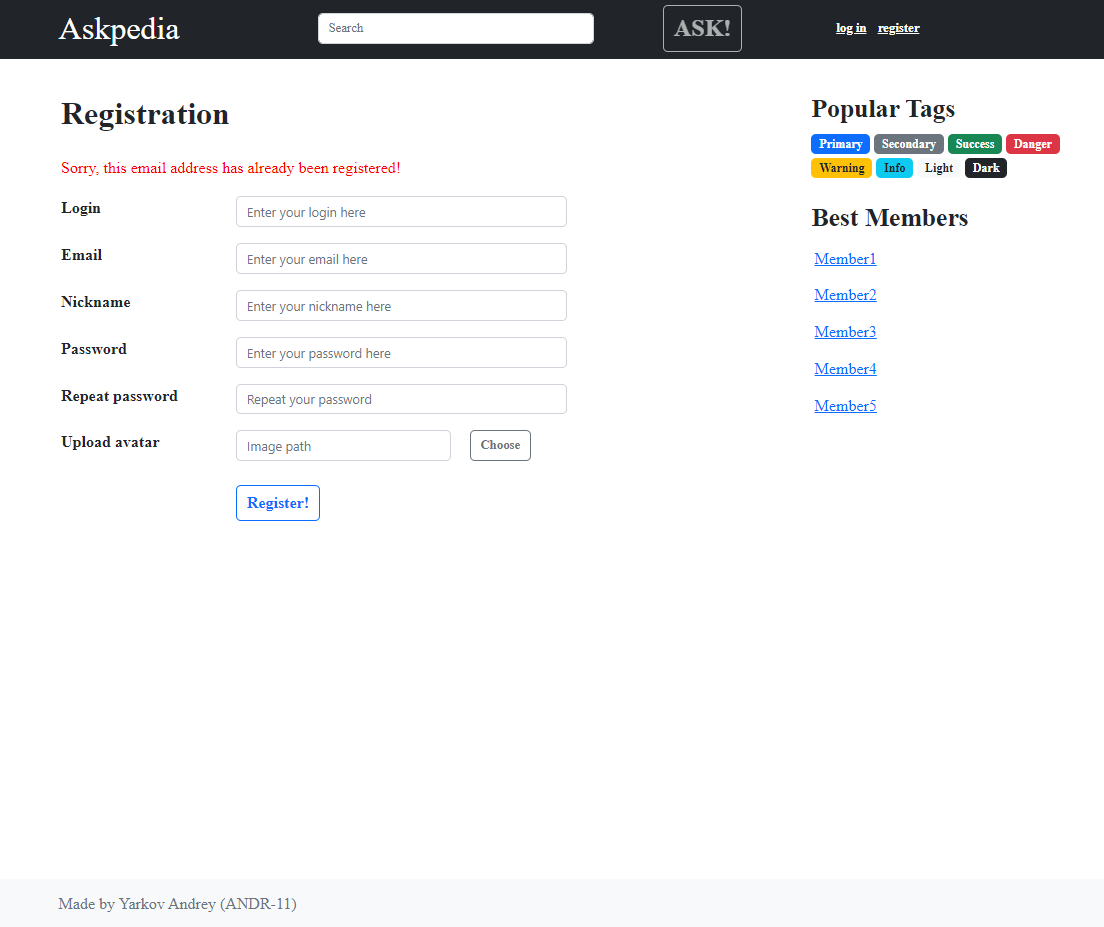 Askpedia Search ASK! log in register
Registration
Sorry, this email address has already been registered!
Login Enter your login here
Email Enter your email here
Nickname Enter your nickname here
Password Enter your password here
Repeat password Repeat your password
Upload avatar Image path Choose
Register!
Popular Tags
Primary Secondary Success Danger
Warning Info Light Dark
Best Members
Member1
Member2
Member3
Member4
Member5
Made by Yarkov Andrey (ANDR-11)